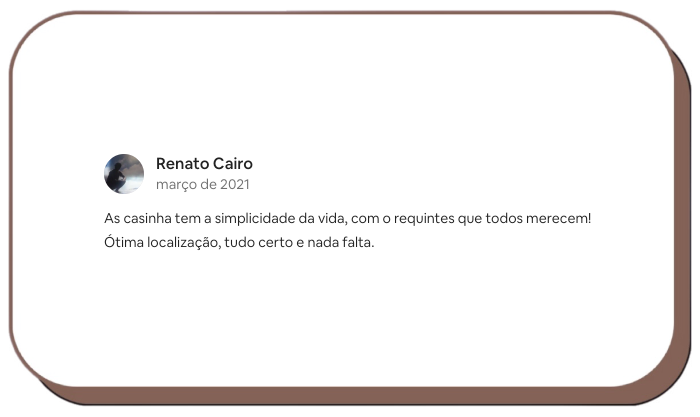 Renato Cairo
março de 2021
As casinha tem a simplicidade da vida, com o requintes que todos merecem!
Ótima localização, tudo certo e nada falta.